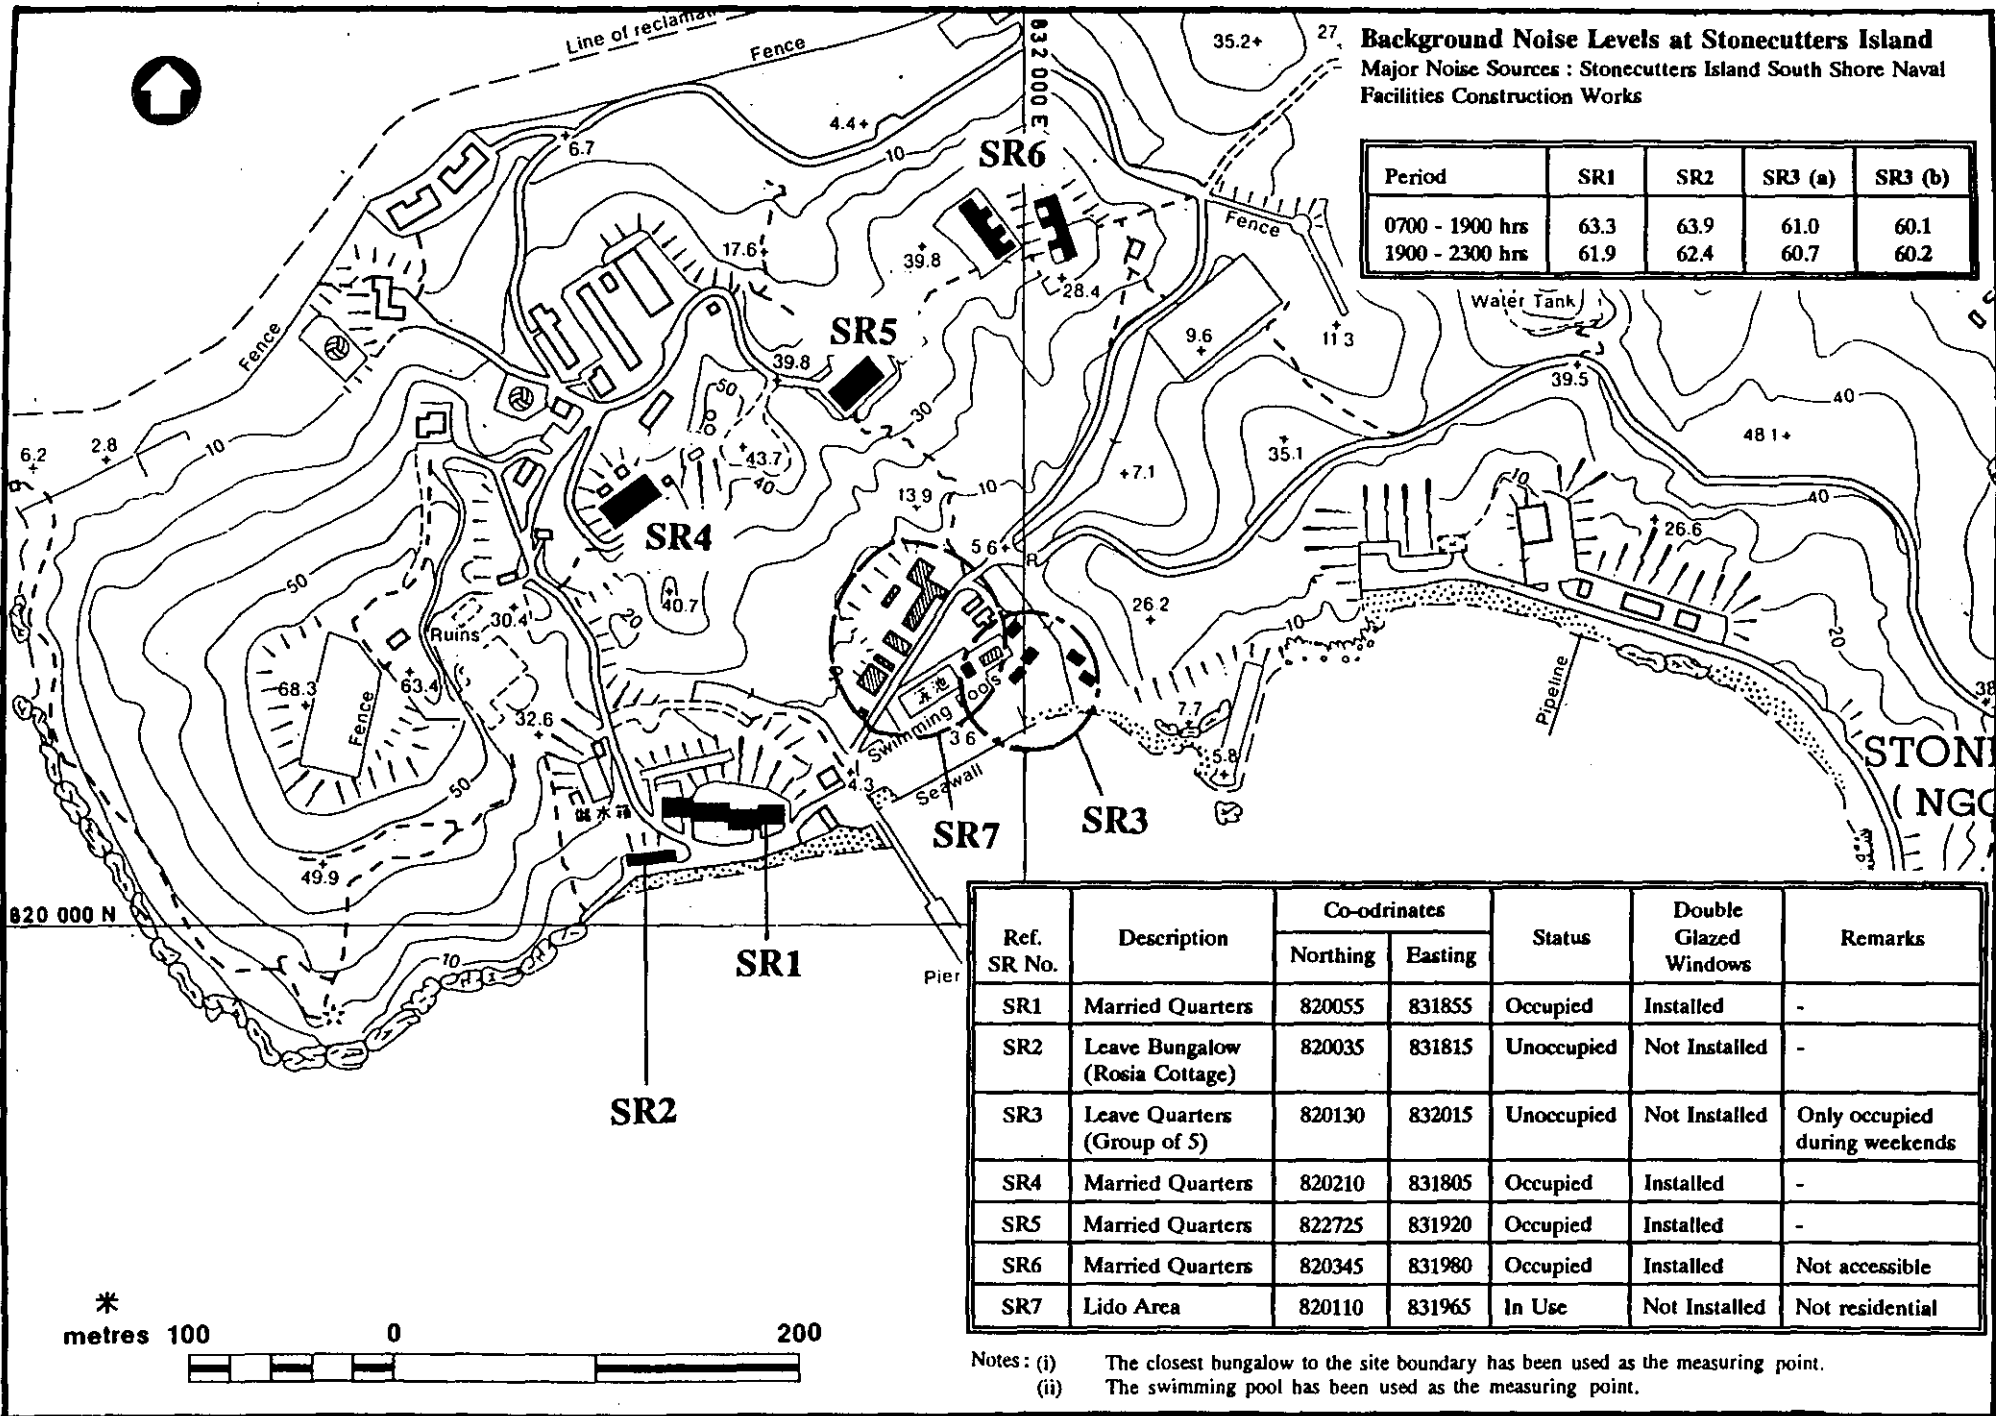 Line of reclamat
Fence
832 000 E
35.2+
27
Background Noise Levels at Stonecutters Island
Major Noise Sources : Stonecutters Island South Shore Naval
Facilities Construction Works
Period SR1 SR2 SR3 (a) SR3 (b)
0700 - 1900 hrs 63.3 63.9 61.0 60.1
1900 - 2300 hrs 61.9 62.4 60.7 60.2
4.4+
6.7
10
SR6
Fence
17.6
39.8
28.4
Water Tank
Fence
SR5
39.8
9.6
11 3
39.5
50
30
40
6.2
2.8
10
43.7
40
35.1
48 1+
+7.1
13.9
10
10
40
SR4
26.6
50
5 6+
R
40.7
20
26.2
10
20
Ruins
30.4
68.3
63.4
Fence
泳池
Swimming Pools
32.6
3 6
7.7
Pipeline
38
50
4.3
Seawall
5.8
STON
( NGO
儲水箱
SR7
SR3
49.9
820 000 N
10
SR1
Pier
SR2
Ref.
SR No.
Description
Co-odrinates
Northing Easting
Status
Double
Glazed
Windows
Remarks
SR1 Married Quarters 820055 831855 Occupied Installed -
SR2 Leave Bungalow 820035 831815 Unoccupied Not Installed -
(Rosia Cottage)
SR3 Leave Quarters 820130 832015 Unoccupied Not Installed Only occupied
(Group of 5) during weekends
SR4 Married Quarters 820210 831805 Occupied Installed -
SR5 Married Quarters 822725 831920 Occupied Installed -
SR6 Married Quarters 820345 831980 Occupied Installed Not accessible
SR7 Lido Area 820110 831965 In Use Not Installed Not residential
metres 100 0 200
Notes : (i) The closest bungalow to the site boundary has been used as the measuring point.
(ii) The swimming pool has been used as the measuring point.